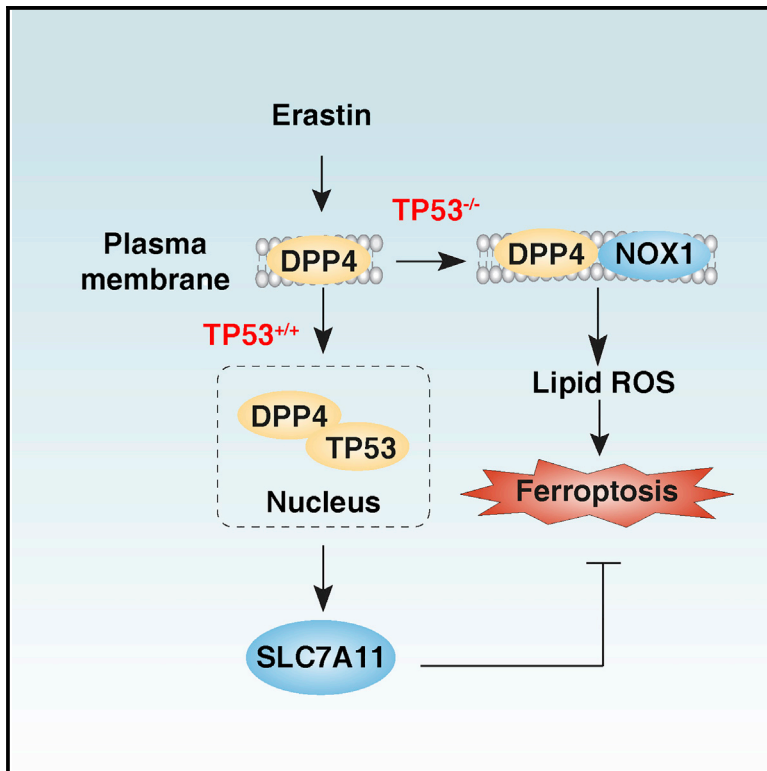 Erastin
TP53-/-
Plasma
membrane
DPP4
DPP4
NOX1
TP53+/+
Lipid ROS
DPP4
TP53
Ferroptosis
Nucleus
SLC7A11